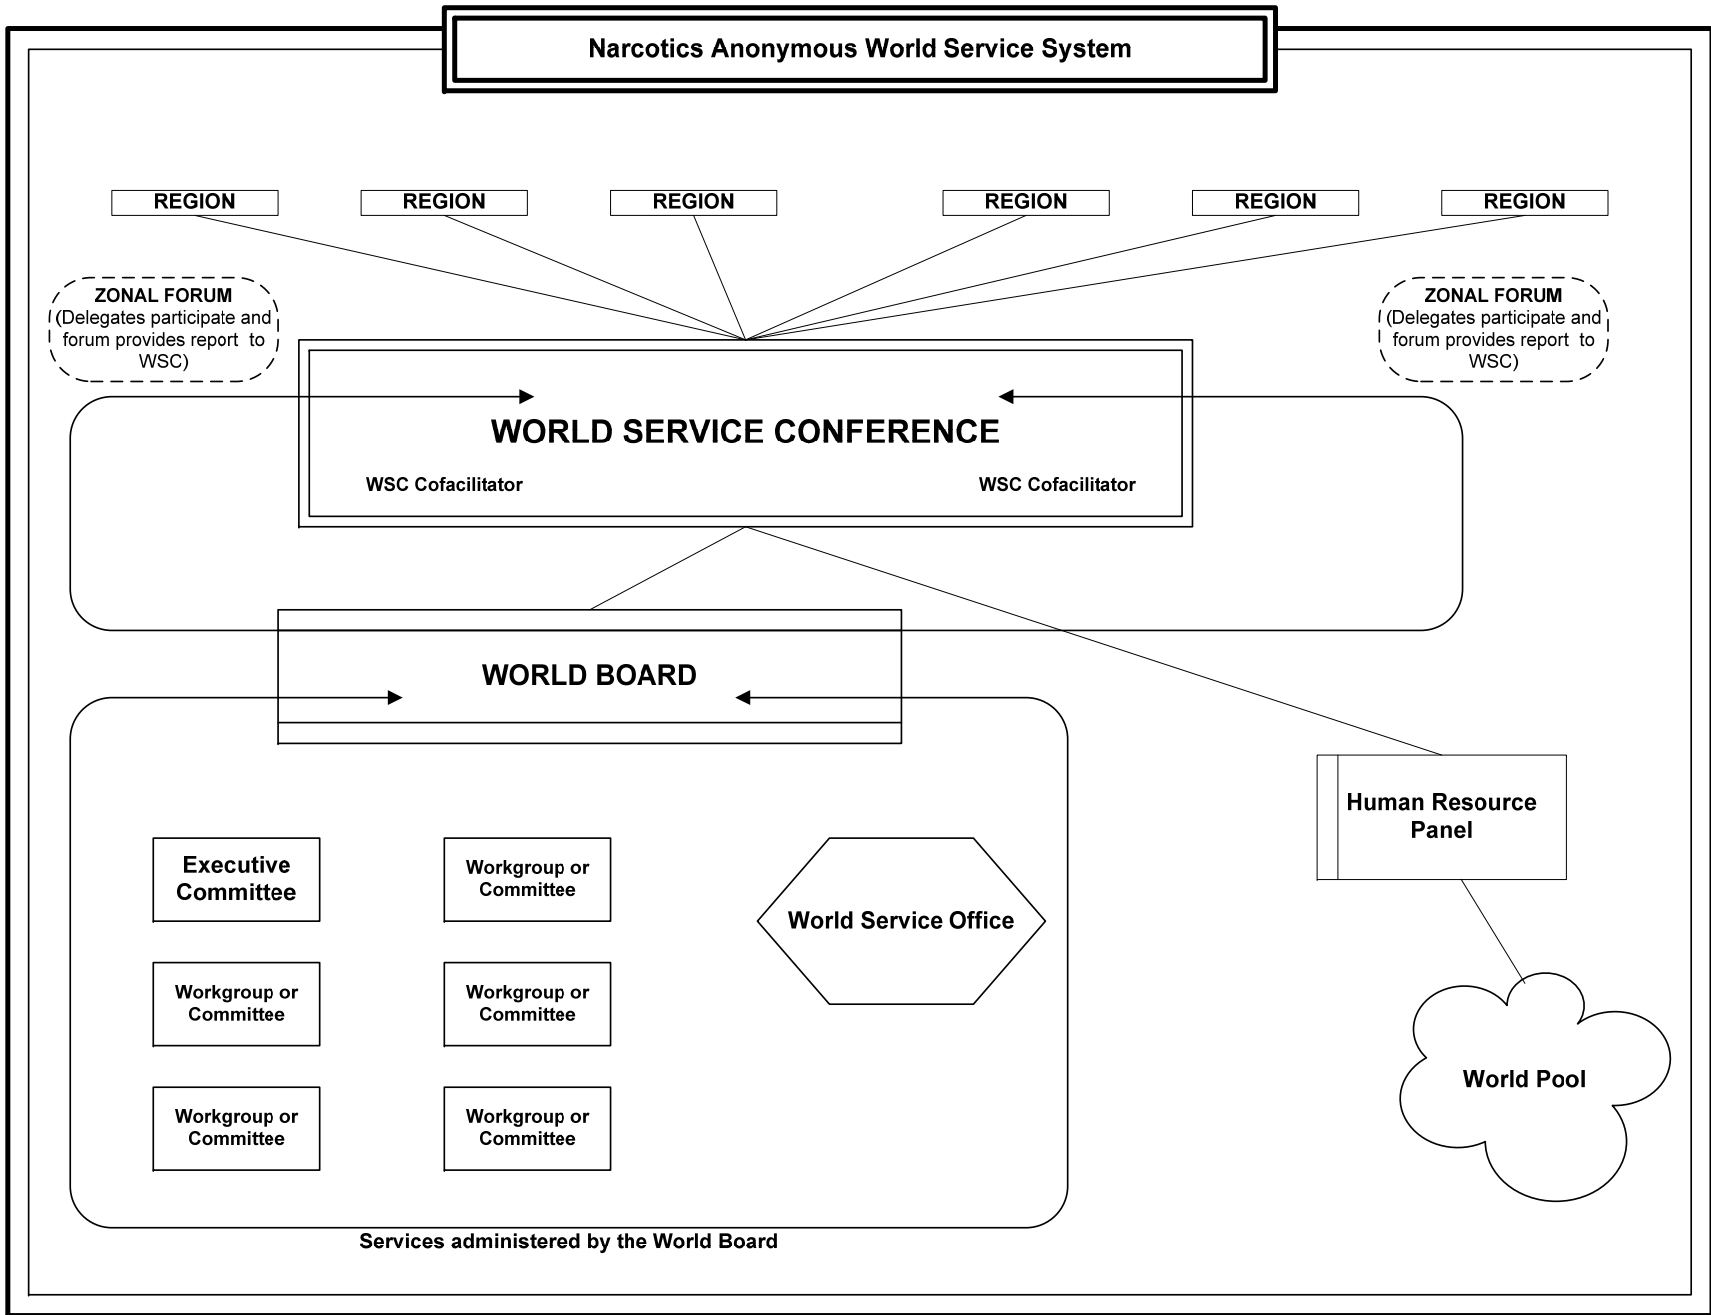 Narcotics Anonymous World Service System
REGION
REGION
REGION
REGION
REGION
REGION
ZONAL FORUM
(Delegates participate and
forum provides report to
WSC)
ZONAL FORUM
(Delegates participate and
forum provides report to
WSC)
WORLD SERVICE CONFERENCE
WSC Cofacilitator
WSC Cofacilitator
WORLD BOARD
Human Resource
Panel
Executive
Committee
Workgroup or
Committee
World Service Office
Workgroup or
Committee
Workgroup or
Committee
World Pool
Workgroup or
Committee
Workgroup or
Committee
Services administered by the World Board